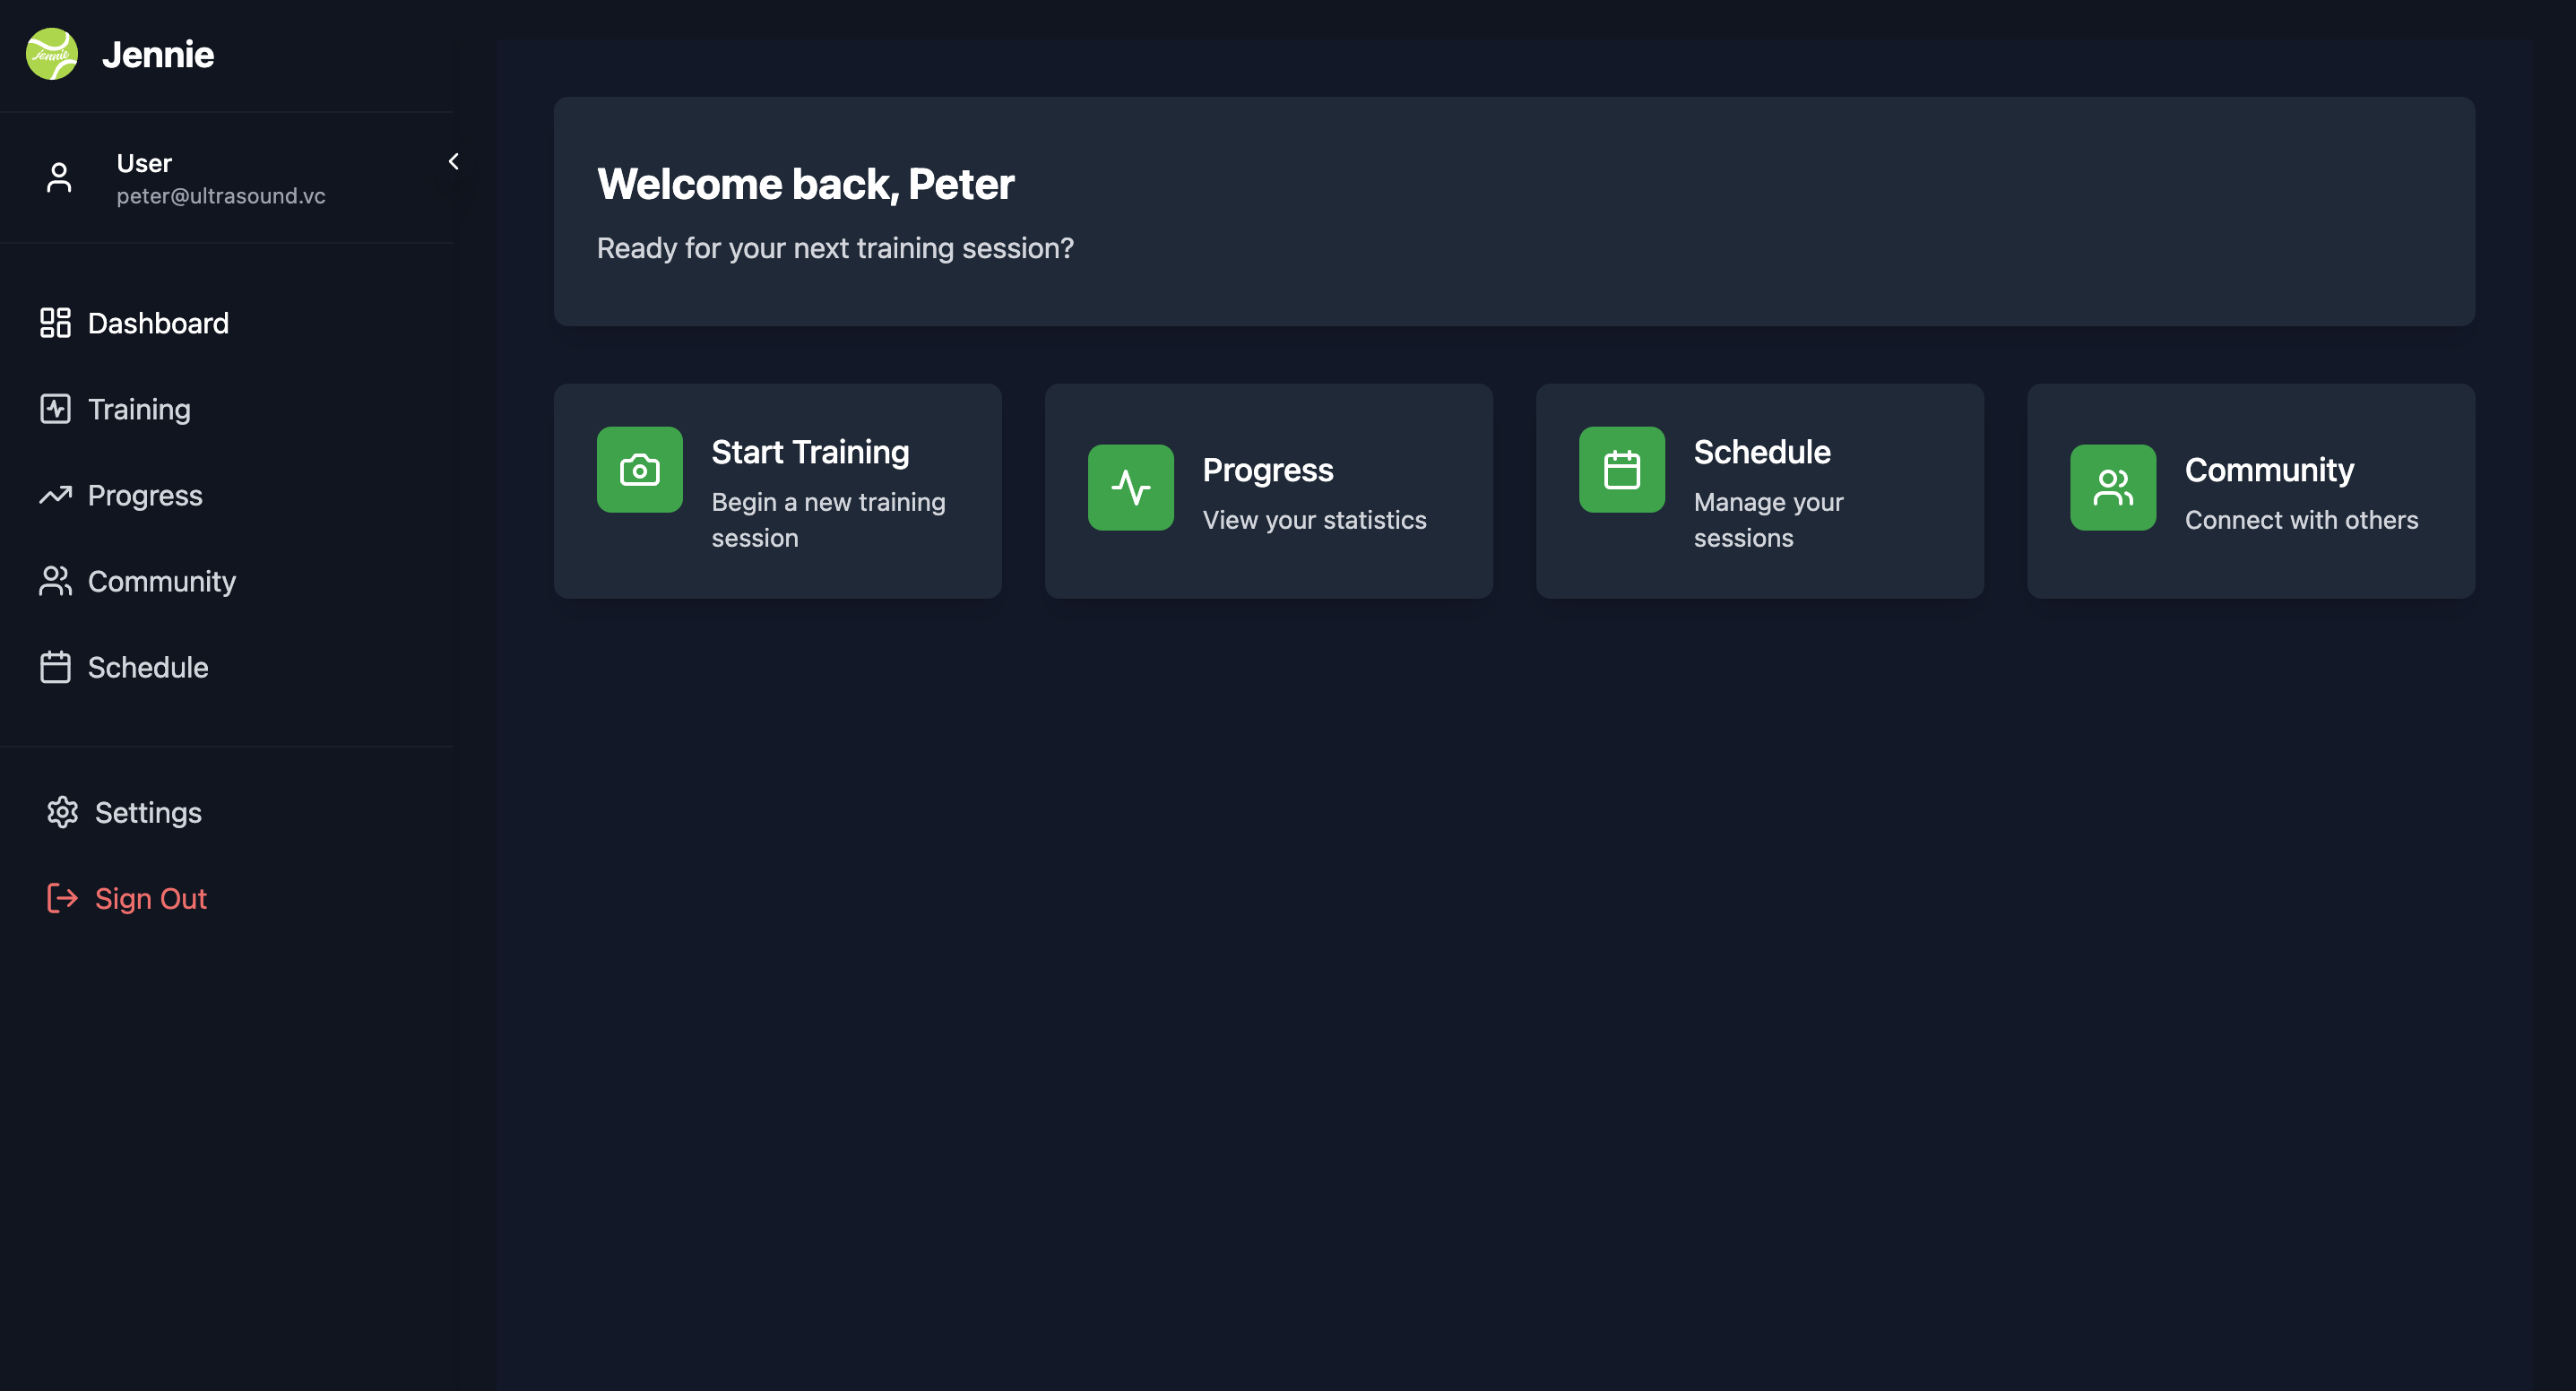 Jennie
Jennie
User
peter@ultrasound.vc
Dashboard
Training
Progress
Community
Schedule
Settings
Sign Out
Welcome back, Peter
Ready for your next training session?
Start Training
Begin a new training
session
Progress
View your statistics
Schedule
Manage your
sessions
Community
Connect with others